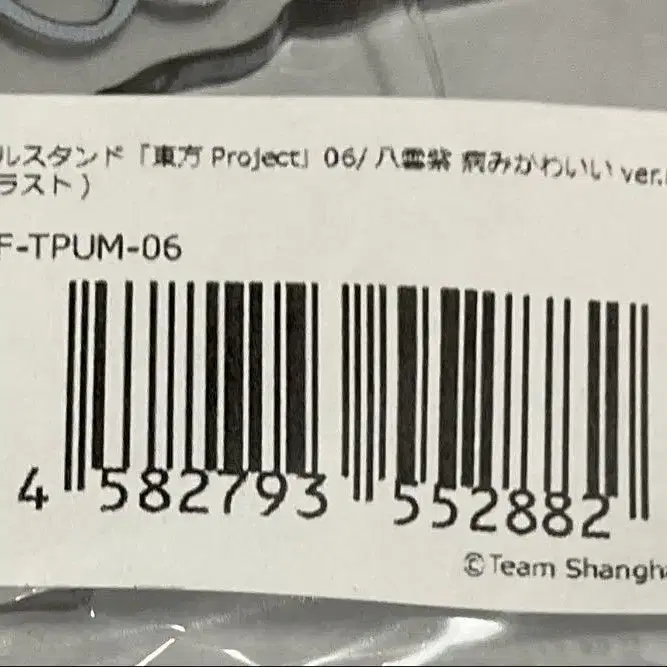 ルスタンド「東方 Project」 06/ 八雲紫 病みかわいい ver.
ラスト）
F-TPUM-06
4 582793 552882
©Team Shangh